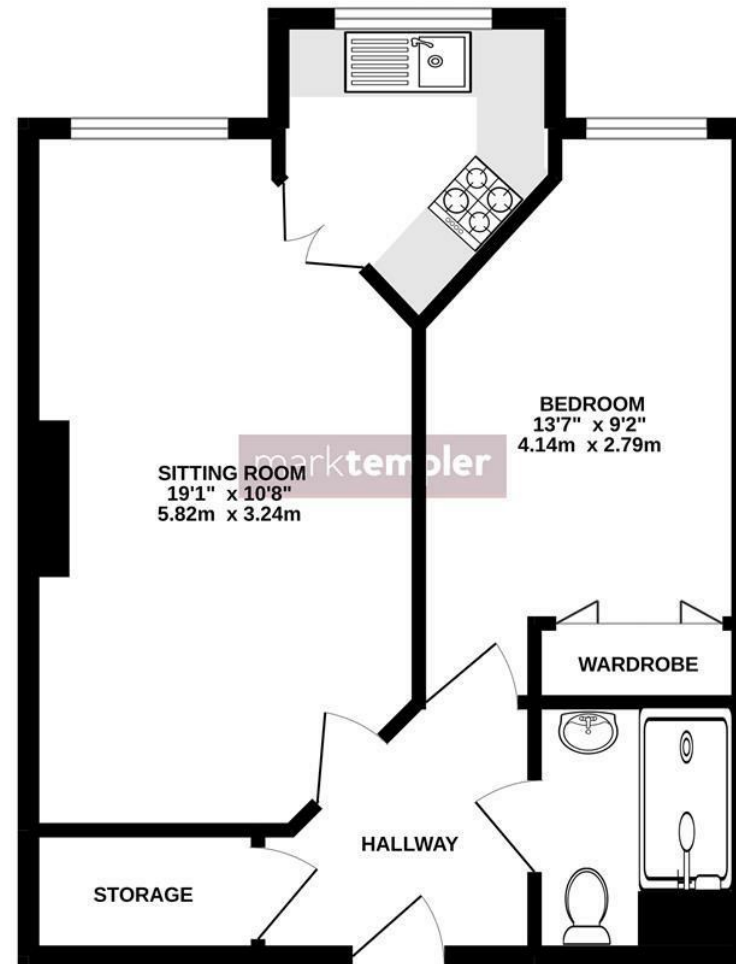 BEDROOM
13'7" x 9'2"
4.14m x 2.79m
marktempler
SITTING ROOM
19'1" x 10'8"
5.82m x 3.24m
WARDROBE
HALLWAY
STORAGE